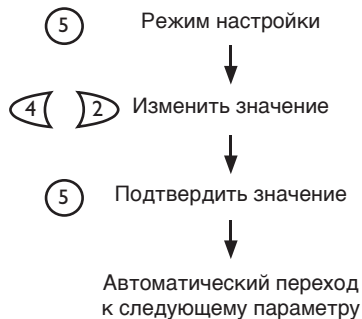 5 Режим настройки
4 2 Изменить значение
5 Подтвердить значение
Автоматический переход
к следующему параметру